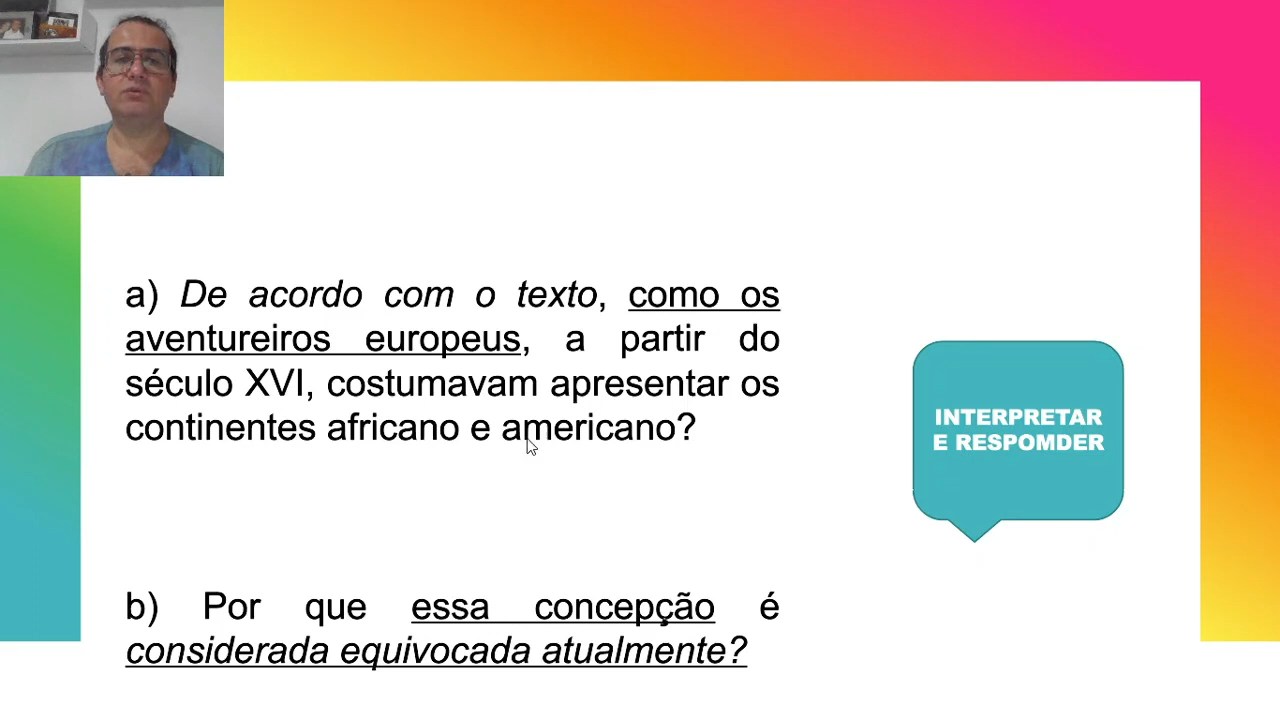 a) De acordo com o texto, como os
aventureiros europeus, a partir do
século XVI, costumavam apresentar os
continentes africano e americano?
INTERPRETAR
E RESPOMDER
b) Por que essa concepção é
considerada equivocada atualmente?